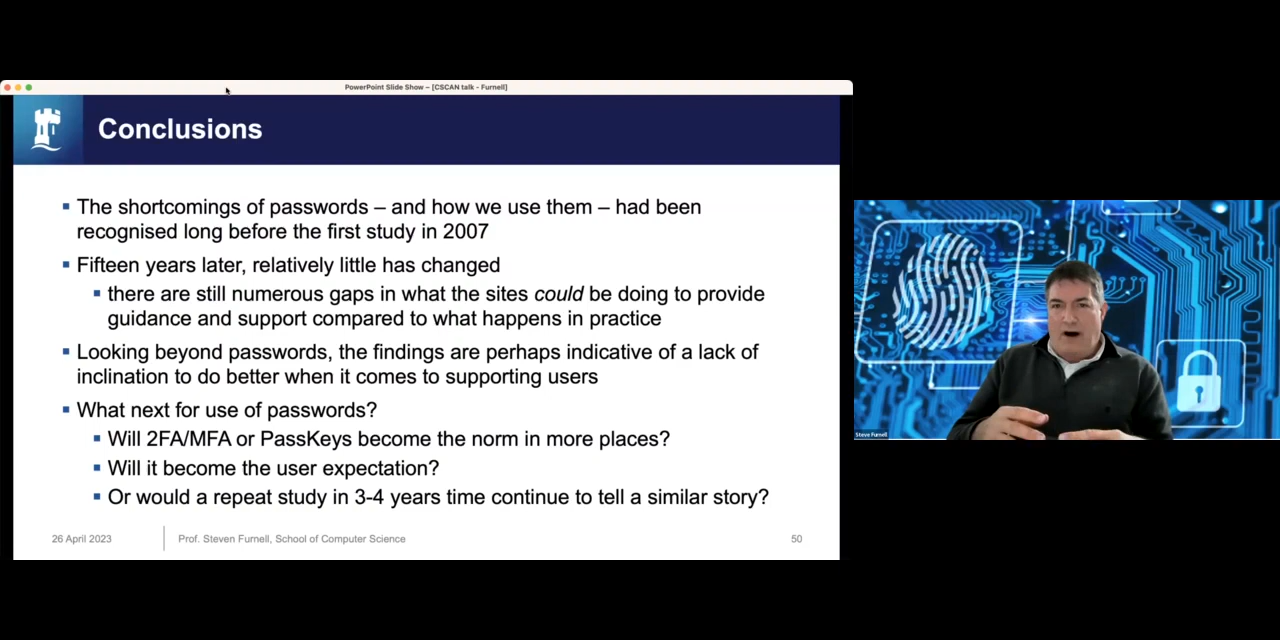 PowerPoint Slide Show – [CSCAN talk - Furnell]
Conclusions
The shortcomings of passwords – and how we use them – had been
recognised long before the first study in 2007
Fifteen years later, relatively little has changed
there are still numerous gaps in what the sites could be doing to provide
guidance and support compared to what happens in practice
Looking beyond passwords, the findings are perhaps indicative of a lack of
inclination to do better when it comes to supporting users
What next for use of passwords?
Will 2FA/MFA or PassKeys become the norm in more places?
Will it become the user expectation?
Or would a repeat study in 3-4 years time continue to tell a similar story?
26 April 2023
Prof. Steven Furnell, School of Computer Science
50
Steve Furnell